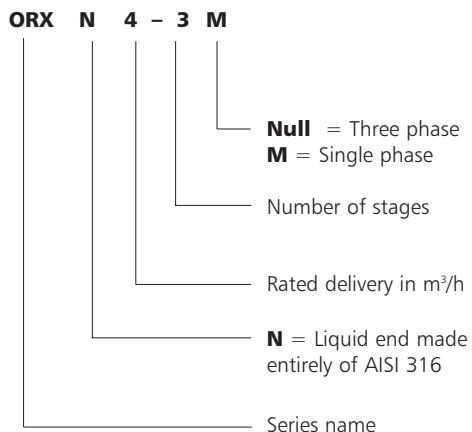 ORX N 4 – 3 M
Null = Three phase
M = Single phase
Number of stages
Rated delivery in m³/h
N = Liquid end made
entirely of AISI 316
Series name